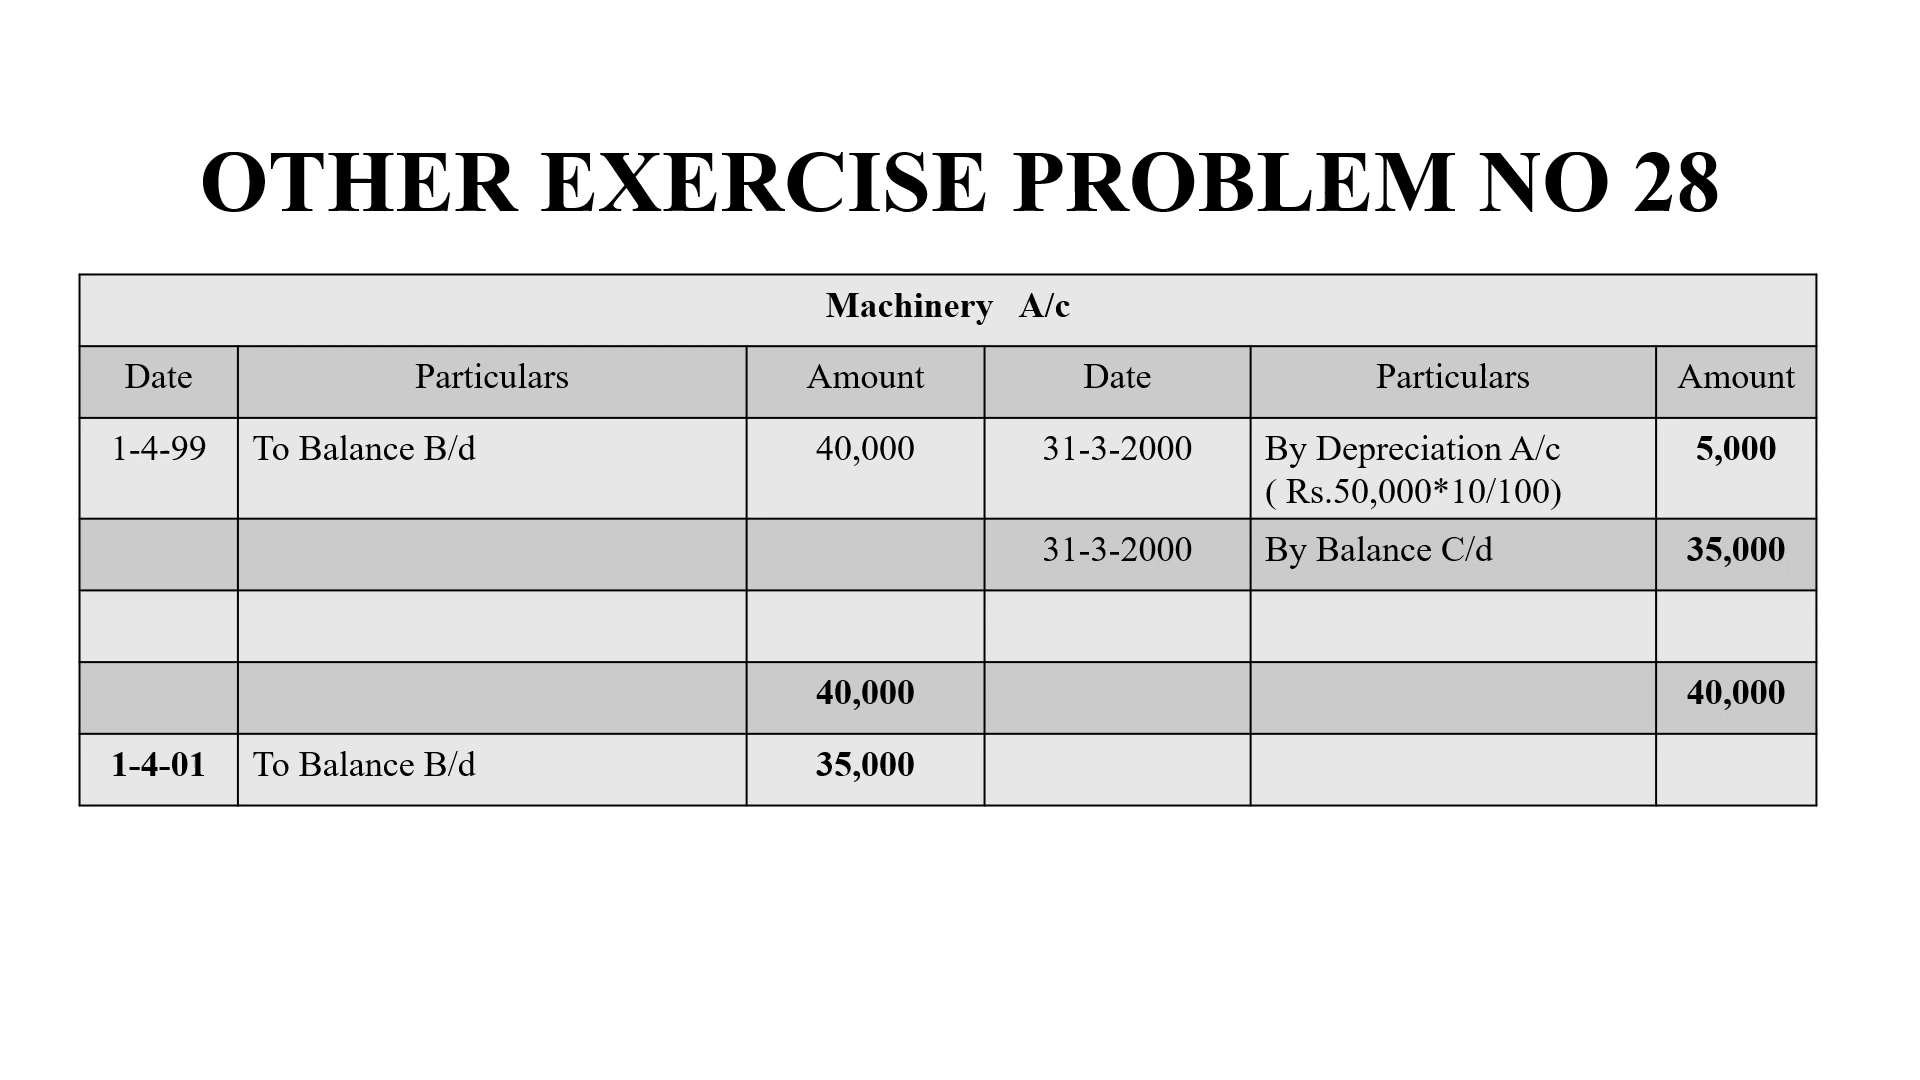 OTHER EXERCISE PROBLEM NO 28
Machinery A/c
Date Particulars Amount Date Particulars Amount
1-4-99 To Balance B/d 40,000 31-3-2000 By Depreciation A/c 5,000
( Rs.50,000*10/100)
31-3-2000 By Balance C/d 35,000
40,000 40,000
1-4-01 To Balance B/d 35,000